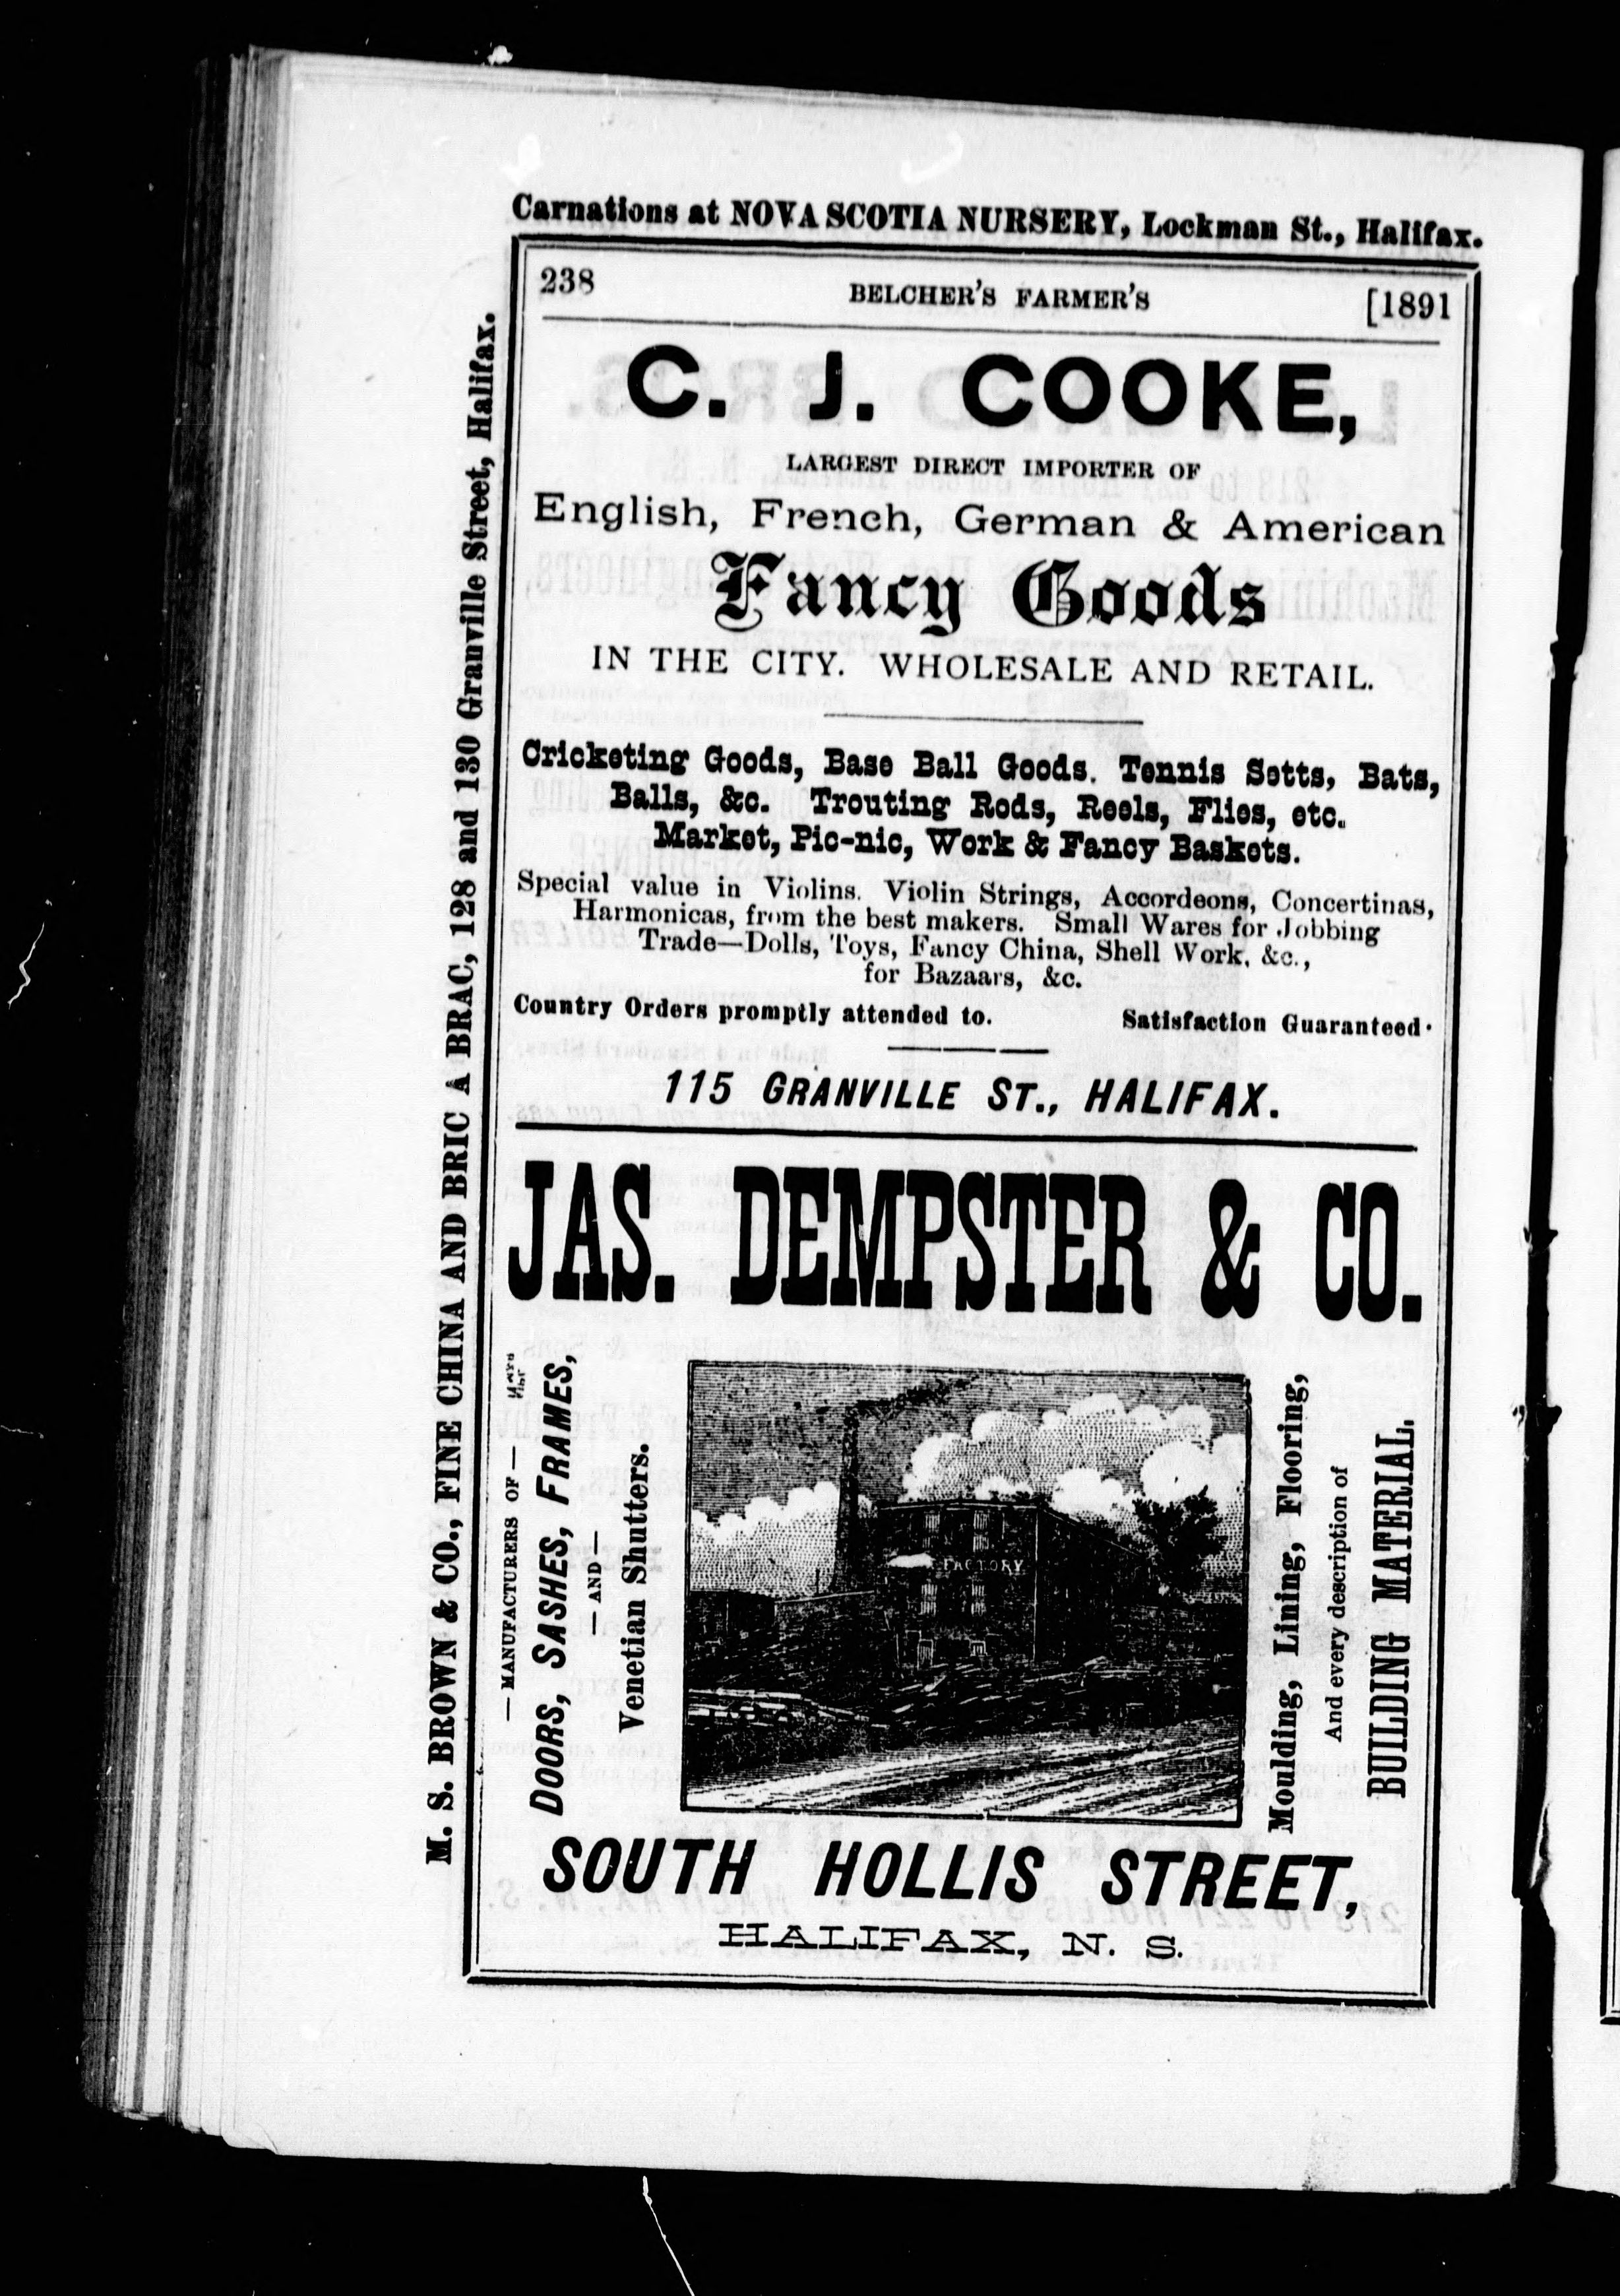 Carnations at NOVA SCOTIA NURSERY, Lockman St., Halifax.
238
BELCHER'S FARMER'S
[1891
C. J. COOKE,
LARGEST DIRECT IMPORTER OF
English, French, German & American
Fancy Goods
IN THE CITY. WHOLESALE AND RETAIL.
Cricketing Goods, Base Ball Goods. Tennis Setts, Bats,
Balls, &c. Trouting Rods, Reels, Flies, etc.
Market, Pic-nic, Work & Fancy Baskets.
Special value in Violins. Violin Strings, Accordeons, Concertinas,
Harmonicas, from the best makers. Small Wares for Jobbing
Trade—Dolls, Toys, Fancy China, Shell Work, &c.,
for Bazaars, &c.
Country Orders promptly attended to. Satisfaction Guaranteed.
115 GRANVILLE ST., HALIFAX.
JAS. DEMPSTER & CO.
— MANUFACTURERS OF —
DOORS, SASHES, FRAMES,
— AND —
Venetian Shutters.
FACTORY
Moulding, Lining, Flooring,
And every description of
BUILDING MATERIAL.
SOUTH HOLLIS STREET,
HALIFAX, N. S.
M. S. BROWN & CO., FINE CHINA AND BRIC A BRAC, 128 and 130 Granville Street, Halifax.